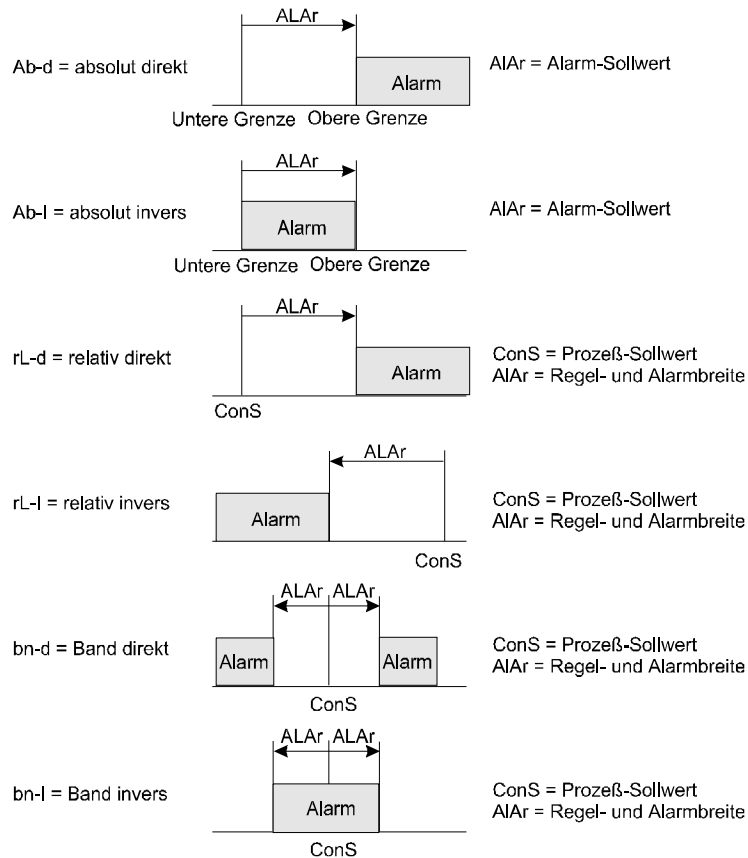 ALAr
Ab-d = absolut direkt
Alarm
AlAr = Alarm-Sollwert
Untere Grenze Obere Grenze
ALAr
Ab-I = absolut invers
Alarm
AlAr = Alarm-Sollwert
Untere Grenze Obere Grenze
ALAr
rL-d = relativ direkt
Alarm
ConS = Prozeß-Sollwert
AlAr = Regel- und Alarmbreite
ConS
ALAr
rL-I = relativ invers
Alarm
ConS = Prozeß-Sollwert
AlAr = Regel- und Alarmbreite
ConS
ALAr ALAr
bn-d = Band direkt
Alarm Alarm
ConS = Prozeß-Sollwert
AlAr = Regel- und Alarmbreite
ConS
ALAr ALAr
bn-I = Band invers
Alarm
ConS = Prozeß-Sollwert
AlAr = Regel- und Alarmbreite
ConS